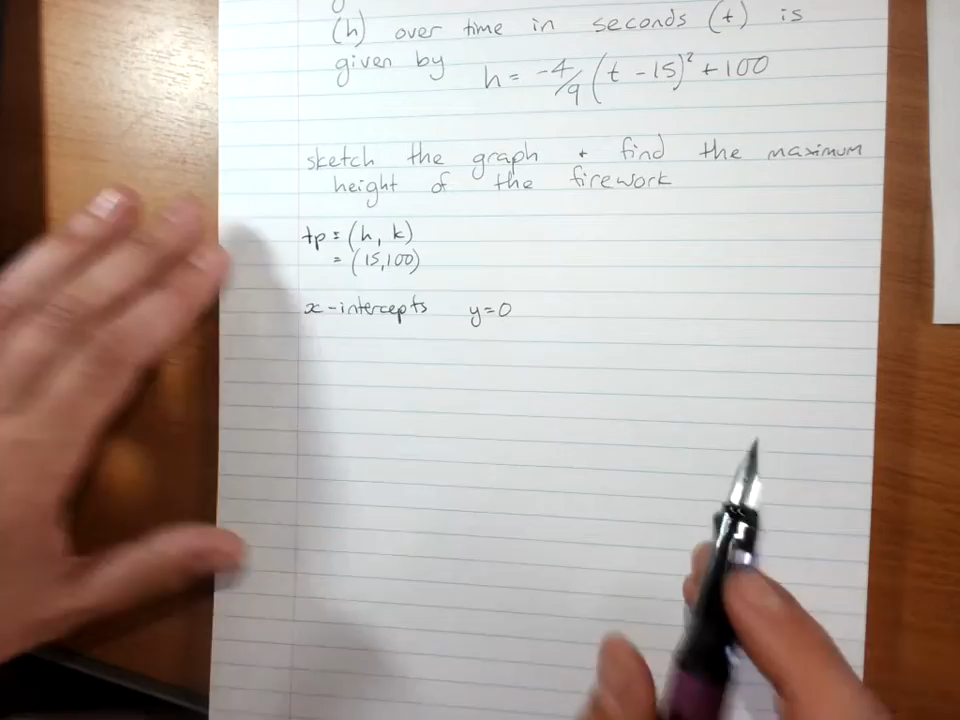 (h) over time in seconds (t) is
given by h = -4/9 (t - 15)² + 100
sketch the graph + find the maximum
height of the firework
tp = (h, k)
= (15,100)
x-intercepts y=0